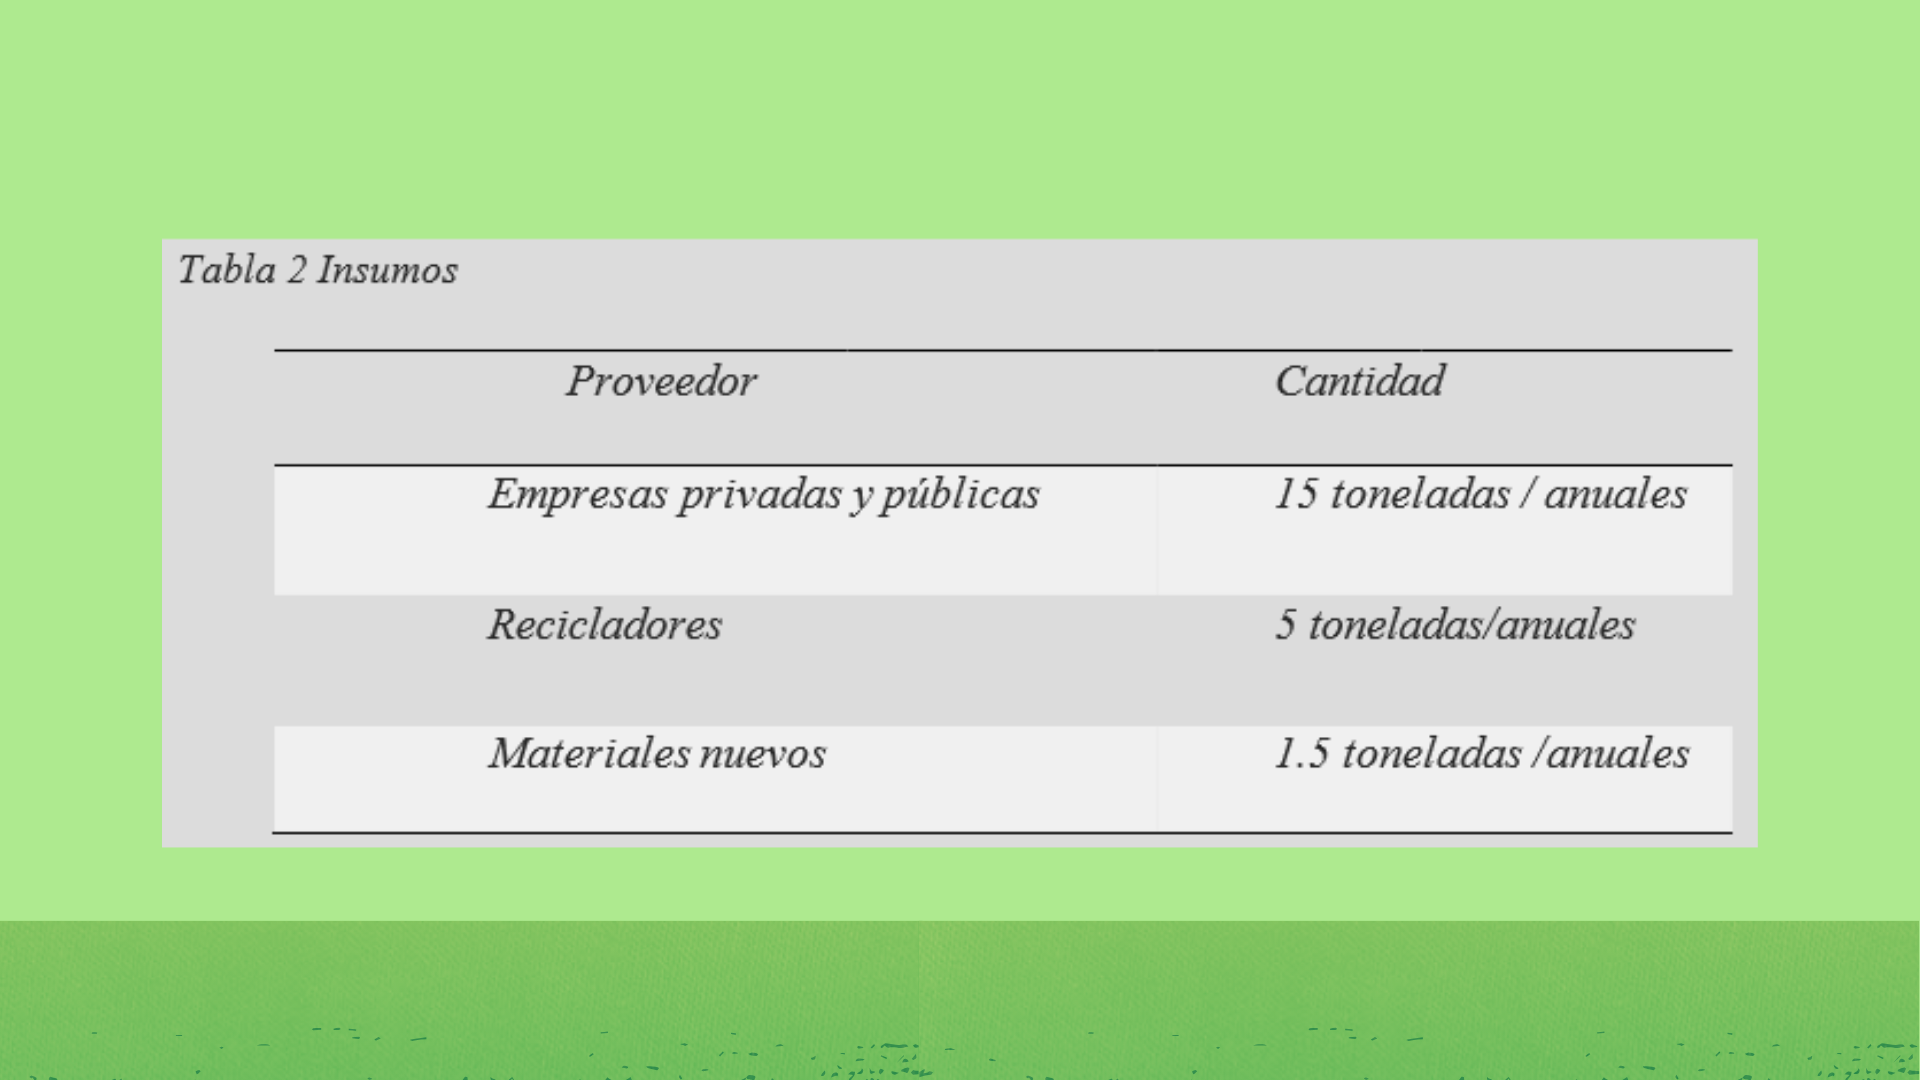 Tabla 2 Insumos
Proveedor Cantidad
Empresas privadas y públicas 15 toneladas / anuales
Recicladores 5 toneladas/anuales
Materiales nuevos 1.5 toneladas /anuales